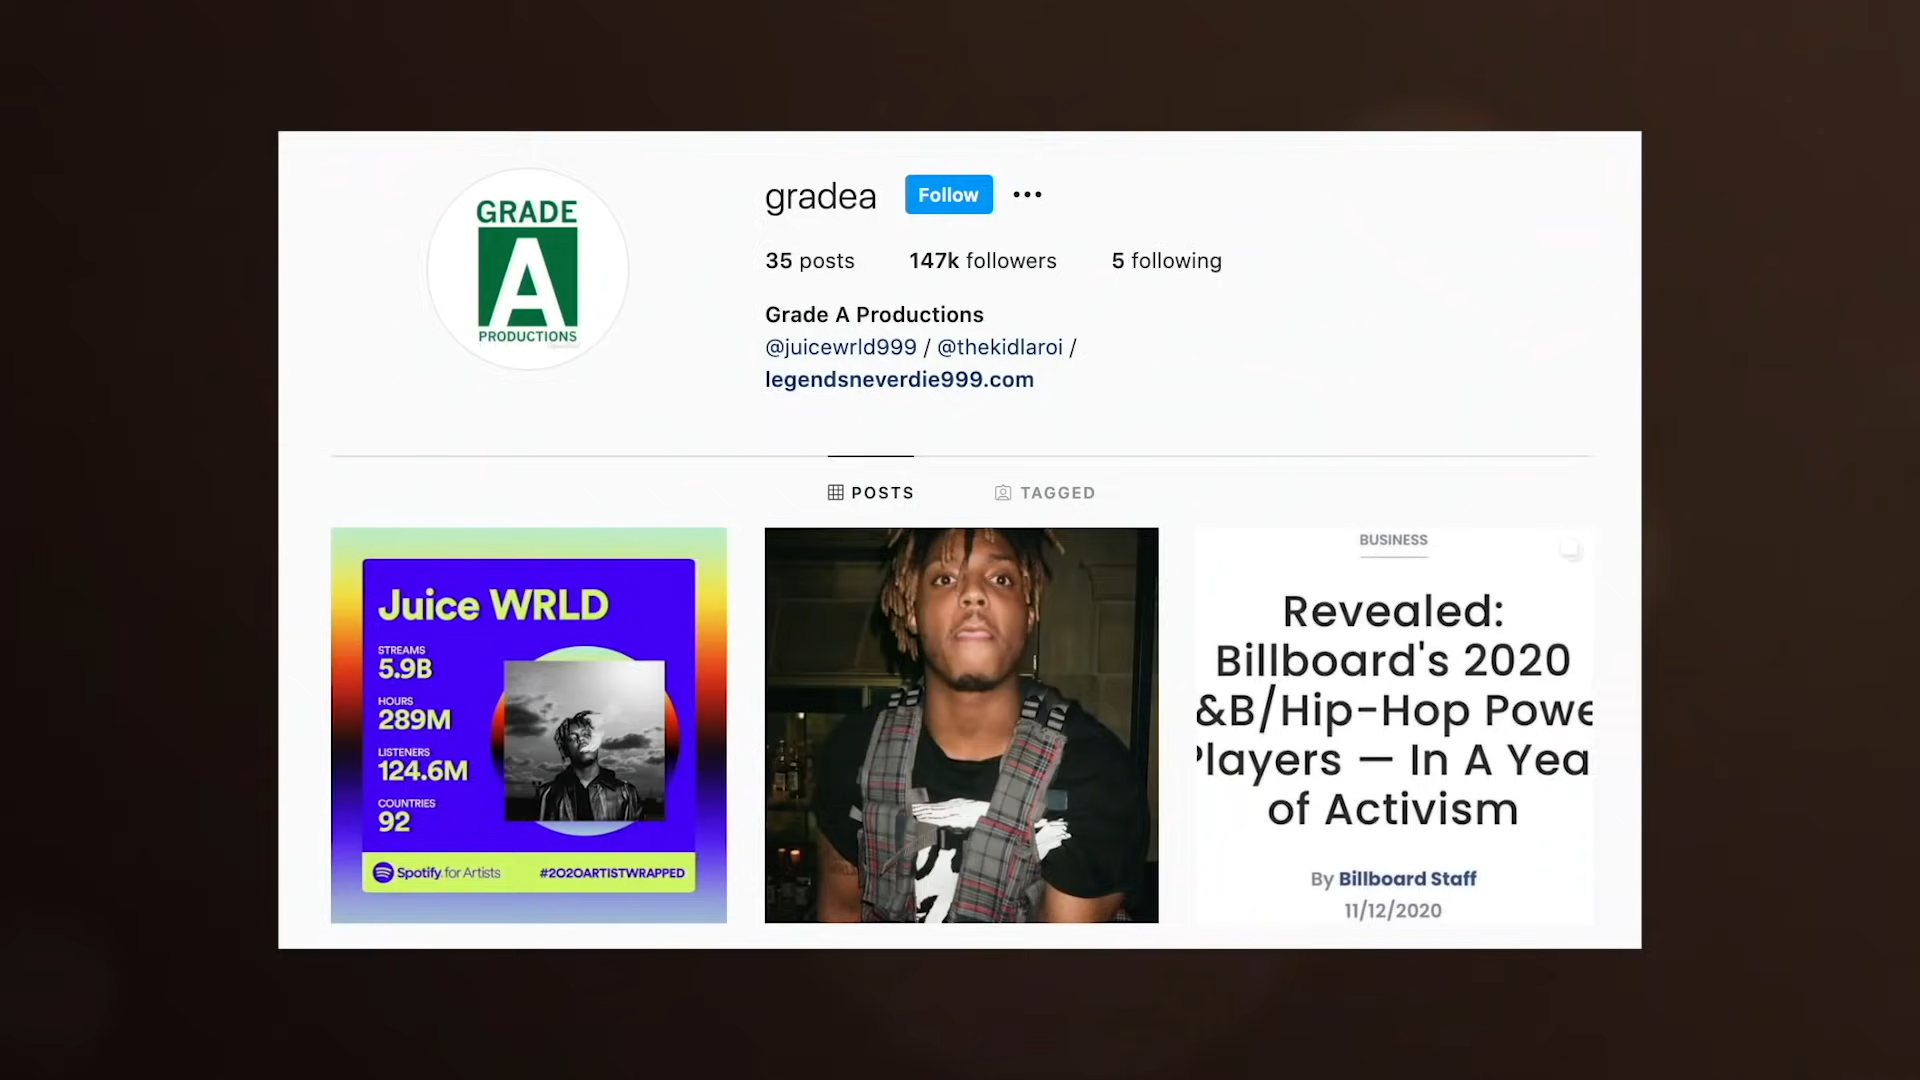 GRADE
A
PRODUCTIONS
gradea
Follow
35 posts 147k followers 5 following
Grade A Productions
@juicewrld999 / @thekidlaroi /
legendsneverdie999.com
POSTS TAGGED
Juice WRLD
STREAMS
5.9B
HOURS
289M
LISTENERS
124.6M
COUNTRIES
92
Spotify for Artists #2020ARTISTWRAPPED
BUSINESS
Revealed:
Billboard's 2020
&B/Hip-Hop Powe
Players — In A Yea
of Activism
By Billboard Staff
11/12/2020